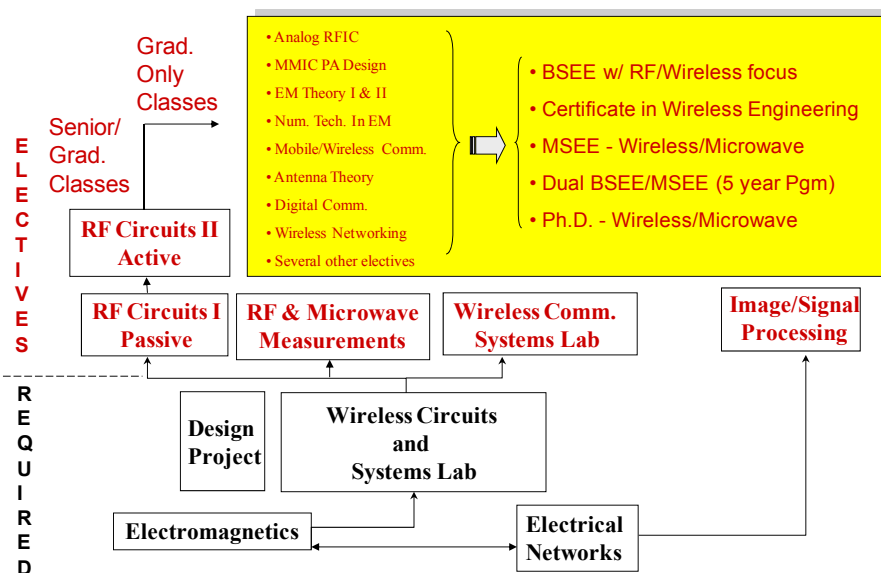 Grad.
Only
Classes
Senior/
Grad.
Classes
ELECTIVES
• Analog RFIC
• MMIC PA Design
• EM Theory I & II
• Num. Tech. In EM
• Mobile/Wireless Comm.
• Antenna Theory
• Digital Comm.
• Wireless Networking
• Several other electives
• BSEE w/ RF/Wireless focus
• Certificate in Wireless Engineering
• MSEE - Wireless/Microwave
• Dual BSEE/MSEE (5 year Pgm)
• Ph.D. - Wireless/Microwave
RF Circuits II
Active
RF Circuits I
Passive
RF & Microwave
Measurements
Wireless Comm.
Systems Lab
Image/Signal
Processing
REQUIRED
Design
Project
Wireless Circuits
and
Systems Lab
Electromagnetics
Electrical
Networks